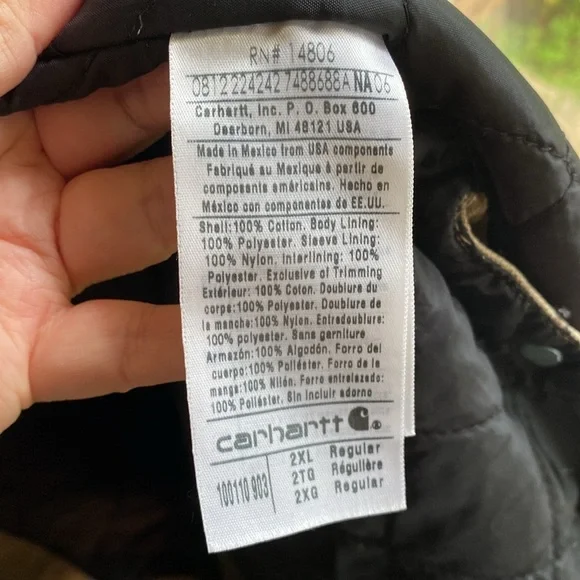 RN# 14806
0812 224242 7488688A NA 06
Carhartt, Inc. P. O. Box 600
Dearborn, MI 48121 USA
Made in Mexico from USA components
Fabriqué au Mexique à partir de
composants américains. Hecho en
México con componentes de EE.UU.
Shell:100% Cotton. Body Lining:
100% Polyester. Sleeve Lining:
100% Nylon. Interlining: 100%
Polyester. Exclusive of Trimming
Extérieur: 100% Coton. Doublure du
corps:100% Polyester. Doublure de
la manche:100% Nylon. Entredoublure:
100% polyester. Sans garniture
Armazón:100% Algodón. Forro del
cuerpo:100% Poliéster. Forro de la
manga:100% Nilón. Forro entrelazado:
100% Poliéster. Sin incluir adorno
carhartt ®
100110 903
2XL Regular
2TG Régulière
2XG Regular